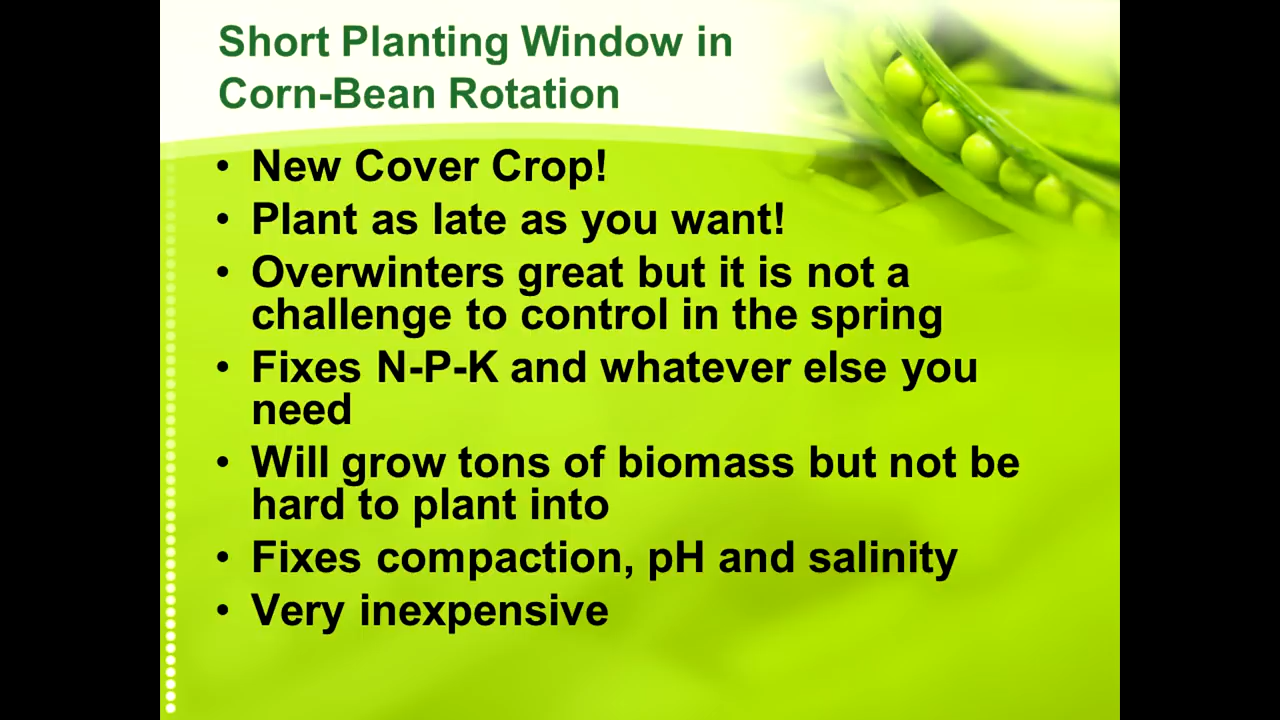 Short Planting Window in
Corn-Bean Rotation
• New Cover Crop!
• Plant as late as you want!
• Overwinters great but it is not a
challenge to control in the spring
• Fixes N-P-K and whatever else you
need
• Will grow tons of biomass but not be
hard to plant into
• Fixes compaction, pH and salinity
• Very inexpensive